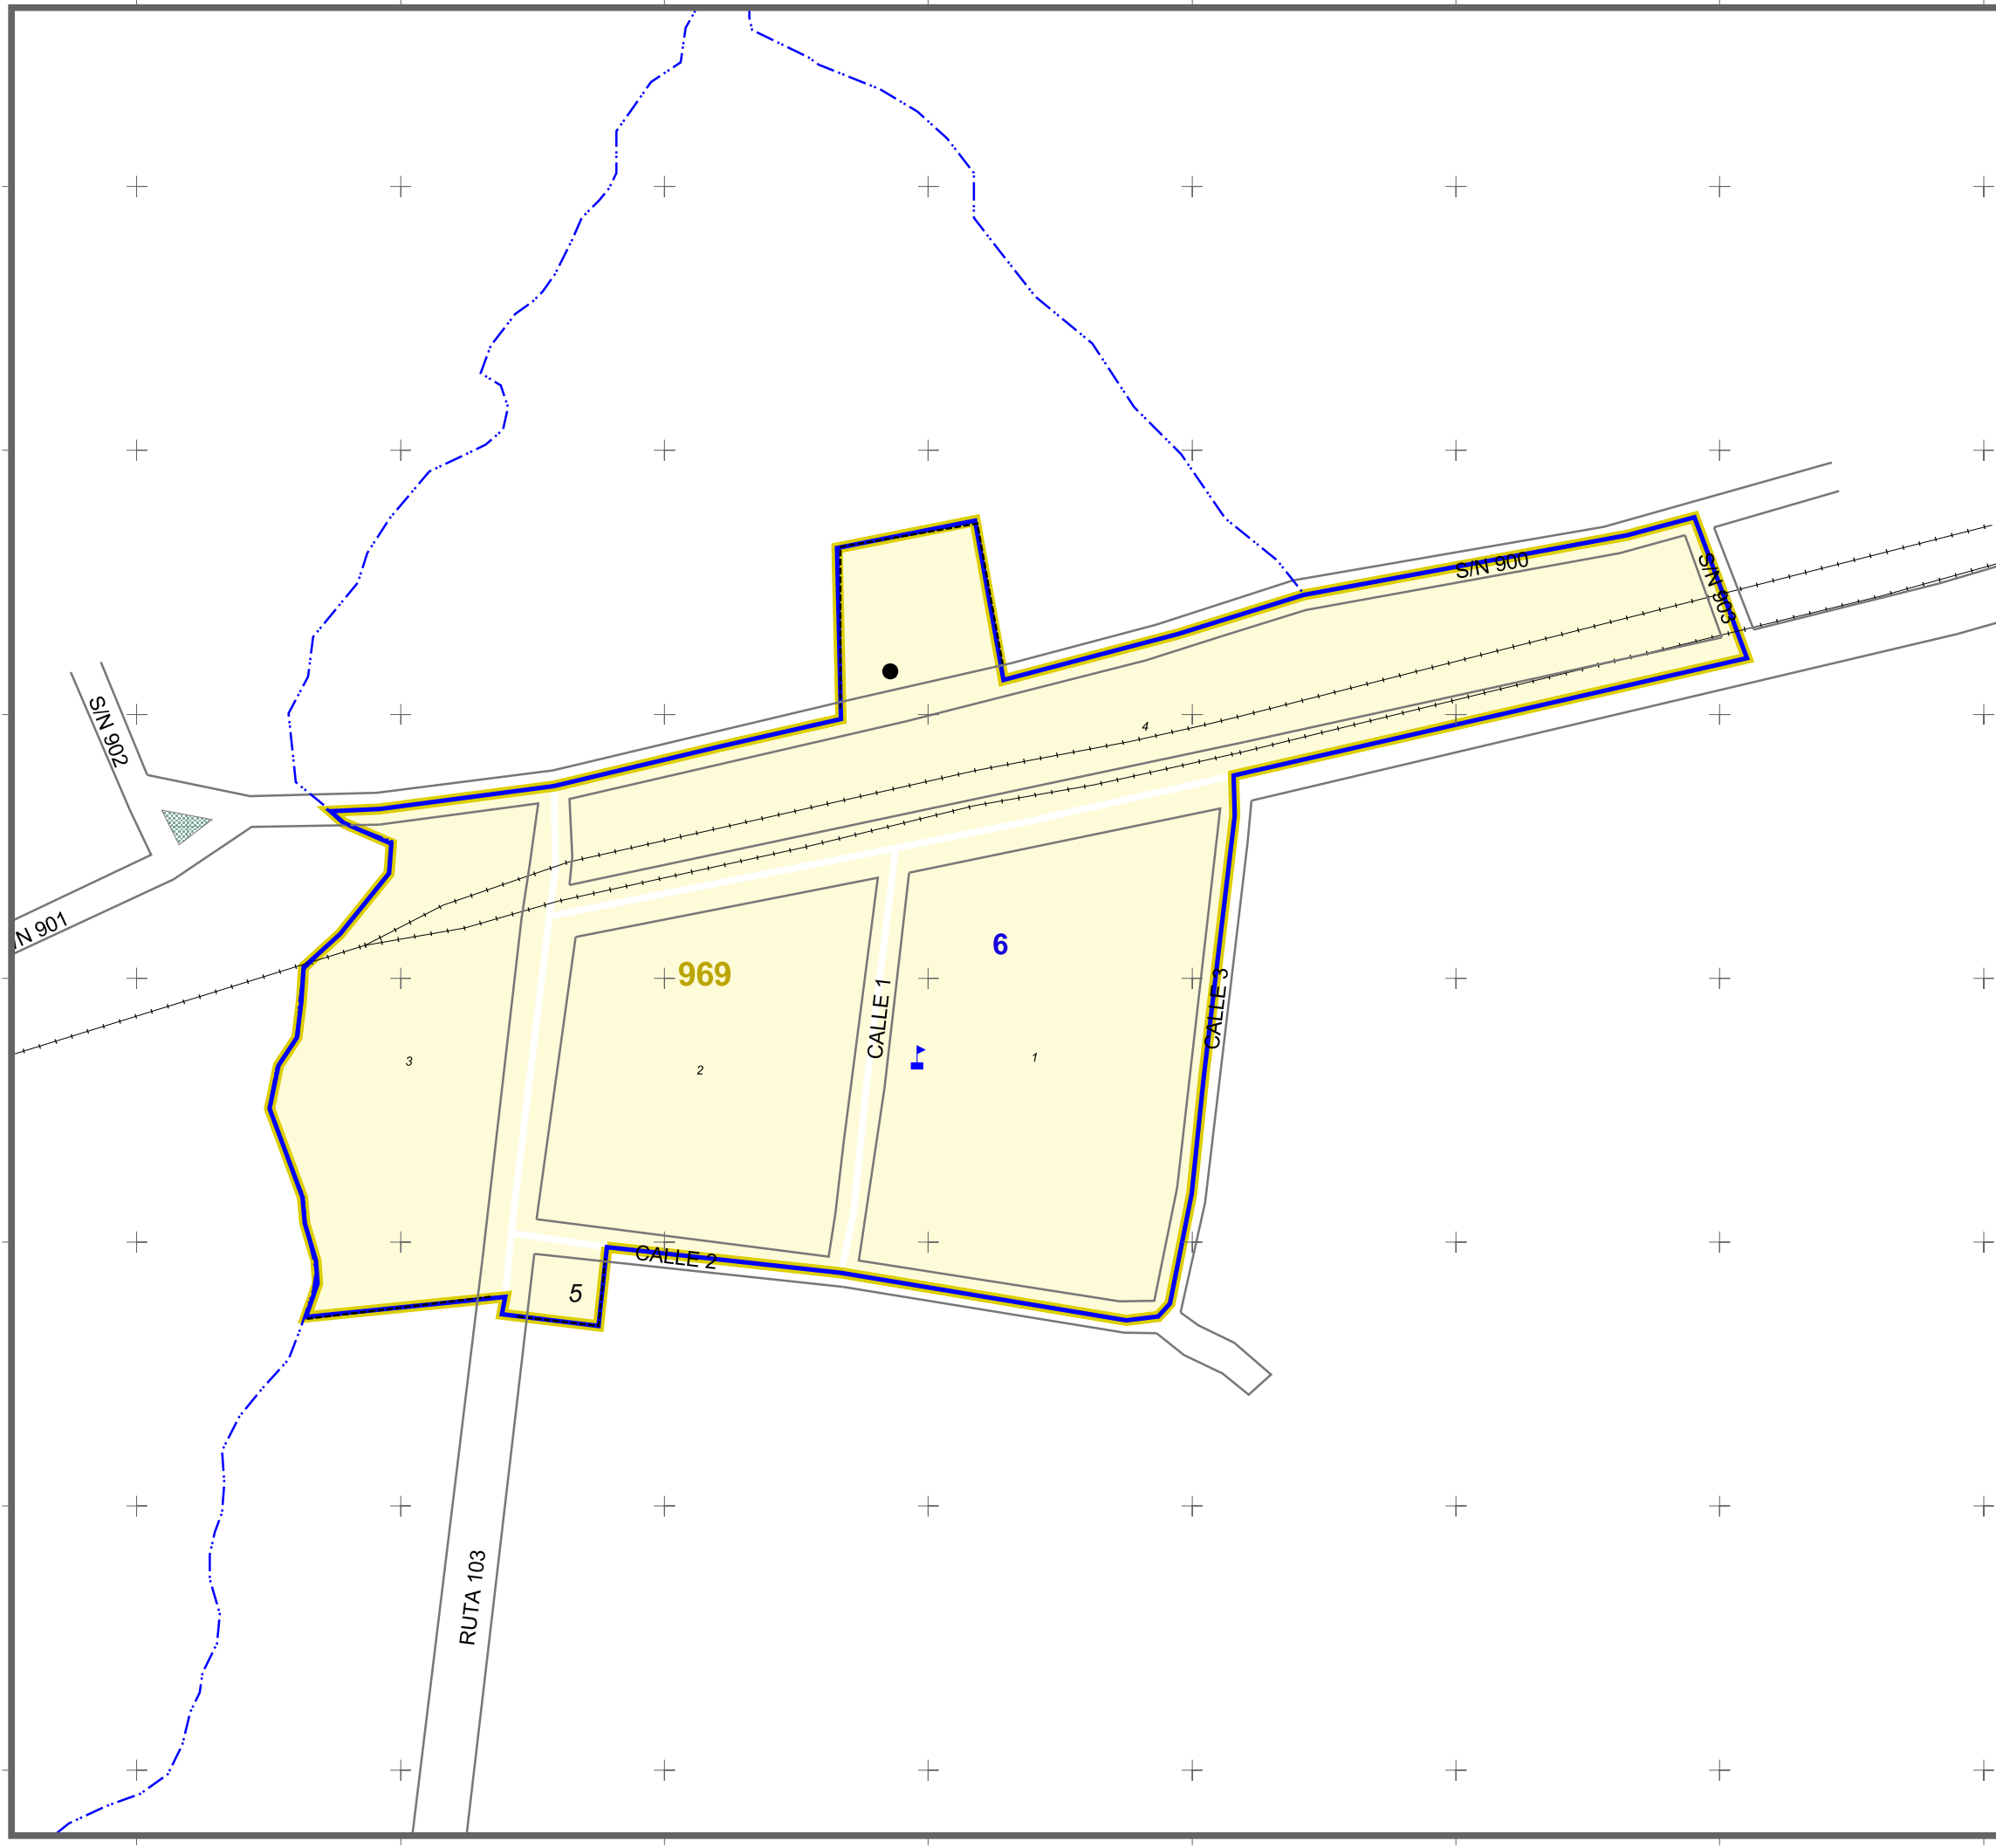 S/N 900
S/N 903
S/N 902
4
/N 901
6
969
CALLE 1
CALLE 3
3
2
1
CALLE 2
5
RUTA 103